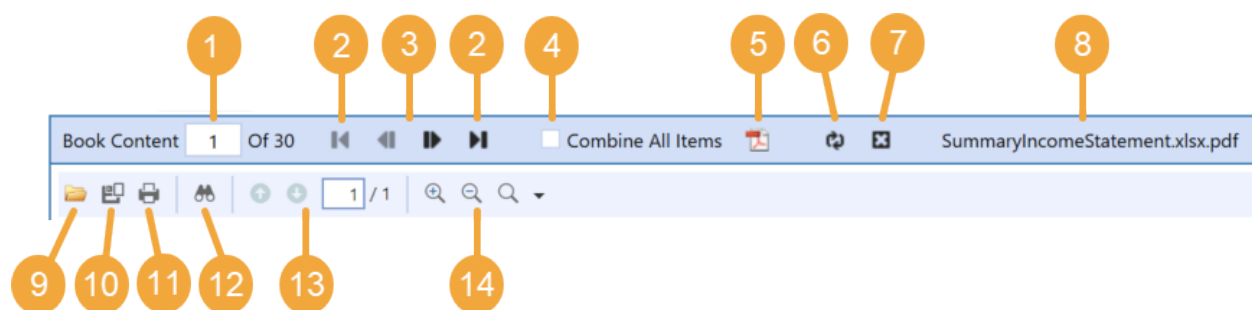 1 2 3 2 4 5 6 7 8
Book Content 1 Of 30 Combine All Items SummaryIncomeStatement.xlsx.pdf
1 / 1
9 10 11 12 13 14